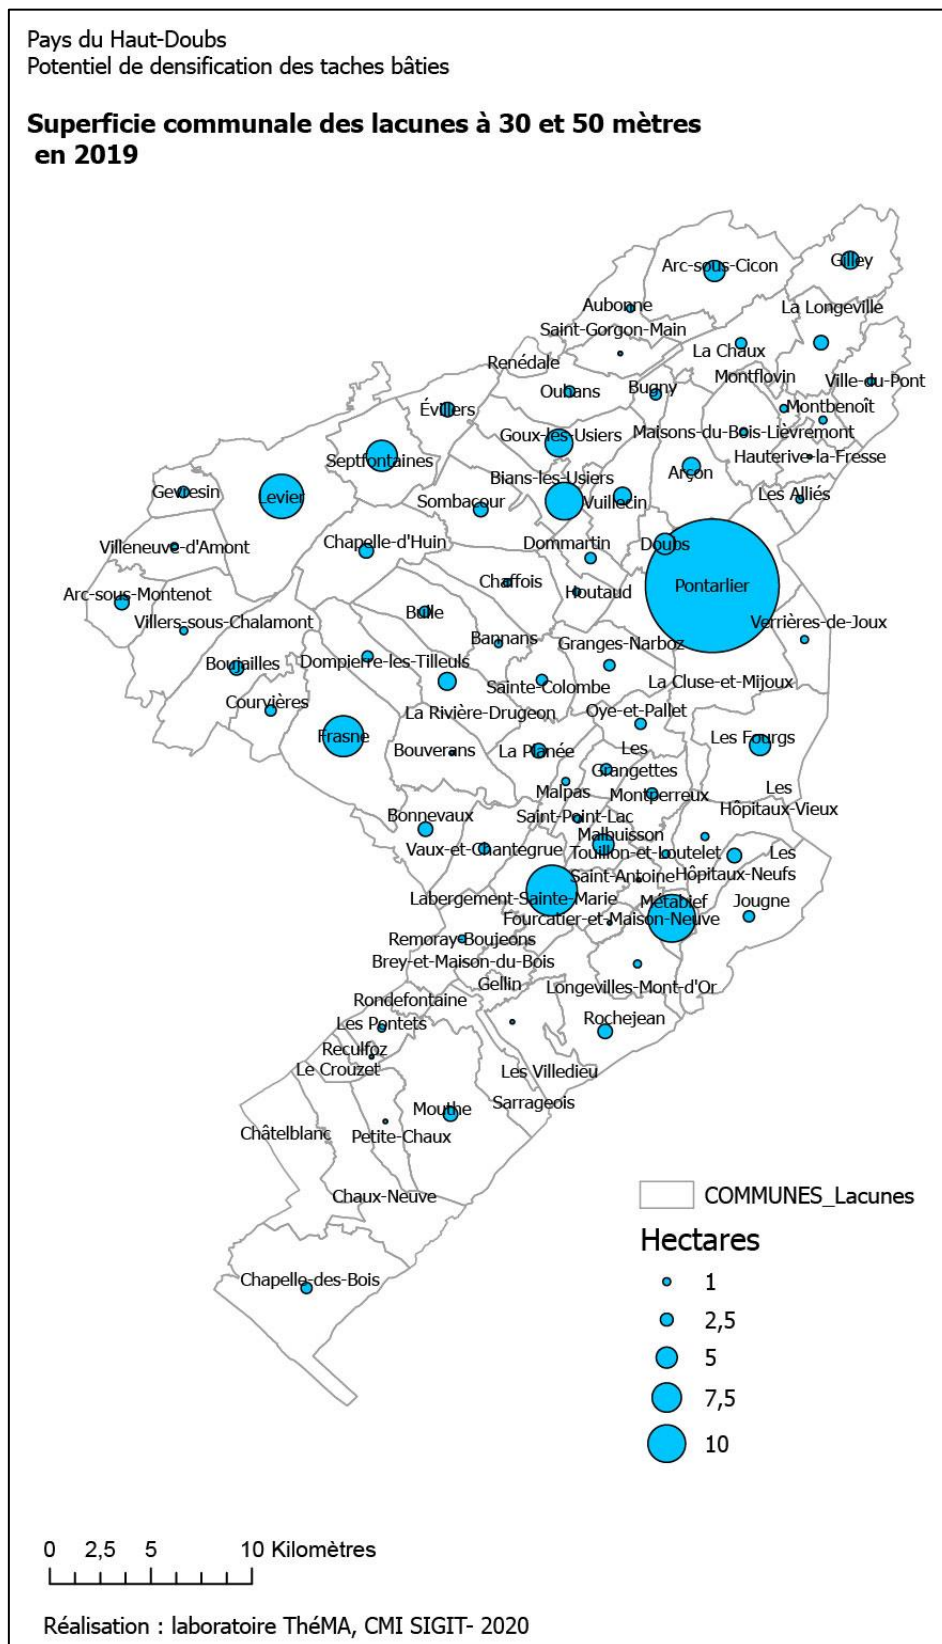 Pays du Haut-Doubs
Potentiel de densification des taches bâties
Superficie communale des lacunes à 30 et 50 mètres
en 2019
Gilley
Arc-sous-Cicon
Aubonne
La Longeville
Saint-Gorgon-Main
La Chaux
Renédale
Montflovin
Ville-du-Pont
Ouhans
Bugny
Évillers
Montbenoît
Goux-les-Usiers
Maisons-du-Bois-Lièvremont
Septfontaines
Hauterive-la-Fresse
Arçon
Bians-les-Usiers
Gevresin
Levier
Les Alliés
Sombacour
Vuillecin
Villeneuve-d'Amont
Chapelle-d'Huin
Dommartin
Doubs
Chaffois
Pontarlier
Houtaud
Arc-sous-Montenot
Bulle
Villers-sous-Chalamont
Verrières-de-Joux
Bannans
Granges-Narboz
Boujailles
Dompierre-les-Tilleuls
Sainte-Colombe
La Cluse-et-Mijoux
Courvières
La Rivière-Drugeon
Oye-et-Pallet
Frasne
Bouverans
La Planée
Les
Grangettes
Les Fourgs
Malpas
Montperreux
Les
Hôpitaux-Vieux
Bonnevaux
Saint-Point-Lac
Malbuisson
Vaux-et-Chantegrue
Touillon-et-Loutelet
Les
Hôpitaux-Neufs
Saint-Antoine
Labergement-Sainte-Marie
Métabief
Jougne
Fourcatier-et-Maison-Neuve
Remoray-Boujeons
Brey-et-Maison-du-Bois
Gellin
Longevilles-Mont-d'Or
Rondefontaine
Les Pontets
Rochejean
Reculfoz
Le Crouzet
Les Villedieu
Sarrageois
Mouthe
Châtelblanc
Petite-Chaux
Chaux-Neuve
Chapelle-des-Bois
COMMUNES_Lacunes
Hectares
1
2,5
5
7,5
10
0 2,5 5 10 Kilomètres
Réalisation : laboratoire ThéMA, CMI SIGIT- 2020